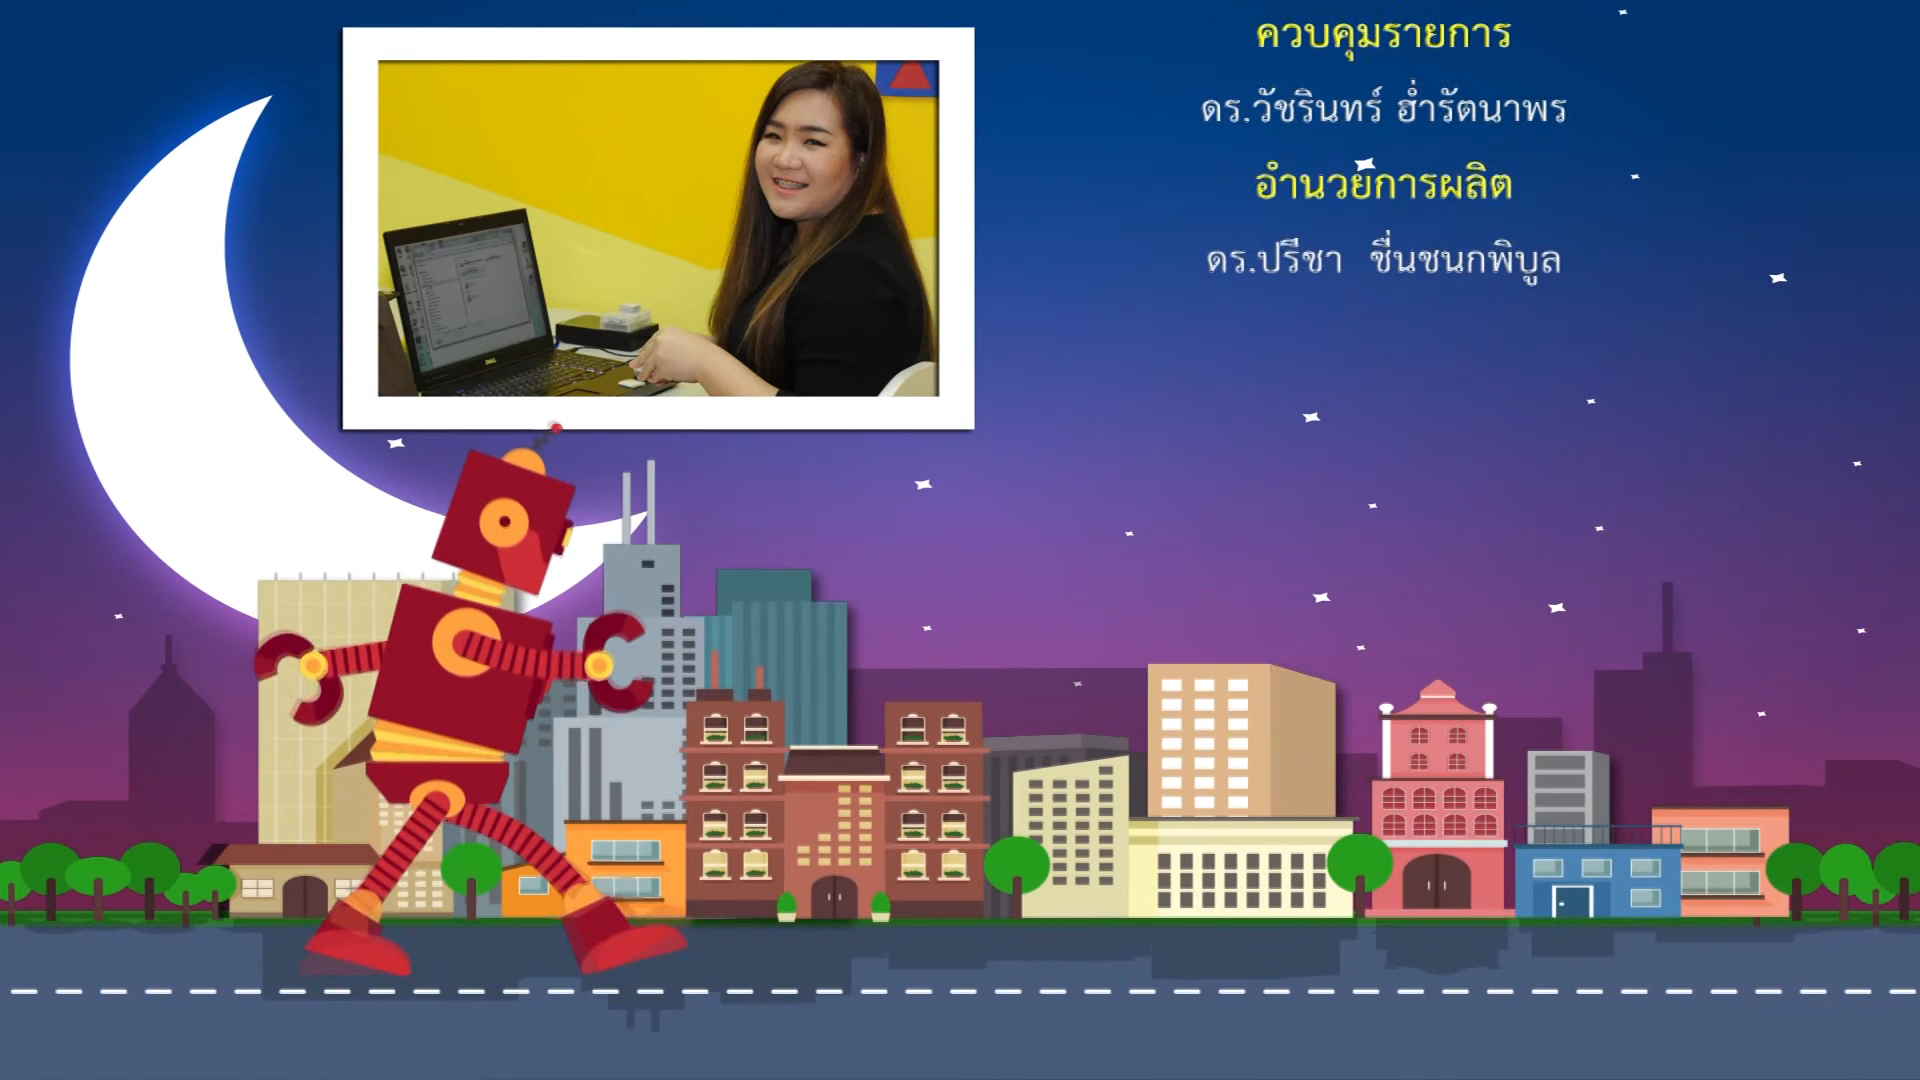 ควบคุมรายการ
ดร.วัชรินทร์ ฮ่ำรัตนาพร
อำนวยการผลิต
ดร.ปรีชา ชื่นชนกพิบูล
DELL